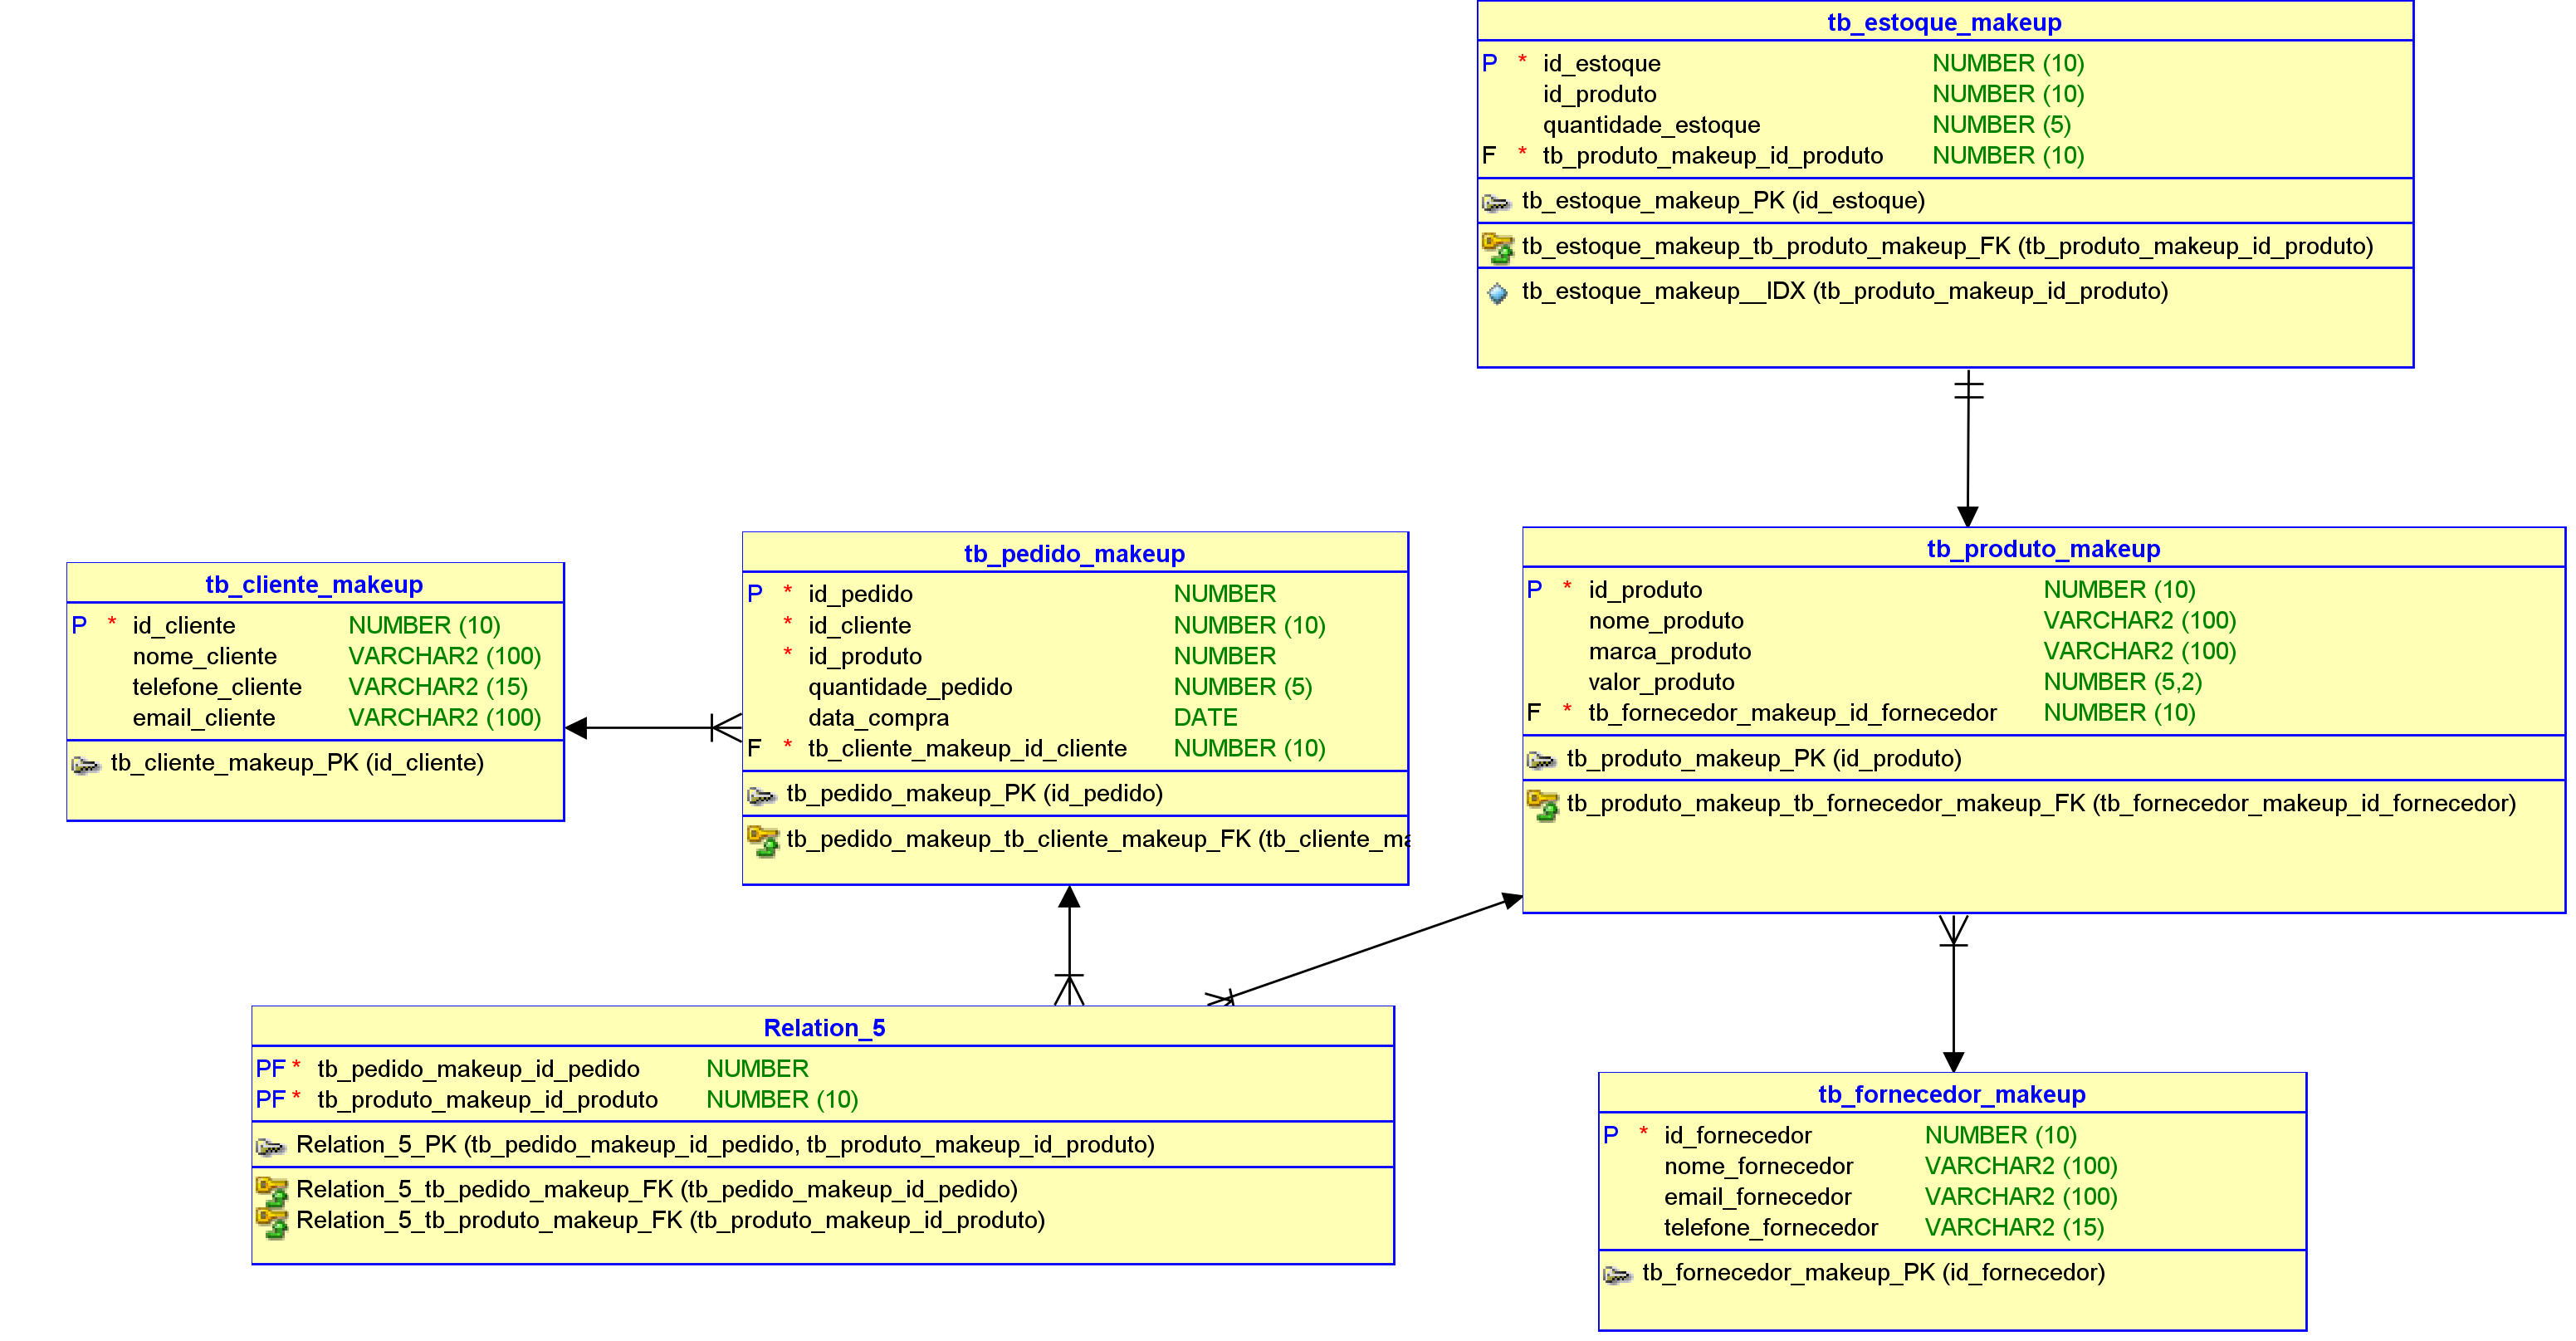 tb_estoque_makeup
P * id_estoque NUMBER (10)
id_produto NUMBER (10)
quantidade_estoque NUMBER (5)
F * tb_produto_makeup_id_produto NUMBER (10)
tb_estoque_makeup_PK (id_estoque)
tb_estoque_makeup_tb_produto_makeup_FK (tb_produto_makeup_id_produto)
tb_estoque_makeup__IDX (tb_produto_makeup_id_produto)
tb_cliente_makeup
P * id_cliente NUMBER (10)
nome_cliente VARCHAR2 (100)
telefone_cliente VARCHAR2 (15)
email_cliente VARCHAR2 (100)
tb_cliente_makeup_PK (id_cliente)
tb_pedido_makeup
P * id_pedido NUMBER
* id_cliente NUMBER (10)
* id_produto NUMBER
quantidade_pedido NUMBER (5)
data_compra DATE
F * tb_cliente_makeup_id_cliente NUMBER (10)
tb_pedido_makeup_PK (id_pedido)
tb_pedido_makeup_tb_cliente_makeup_FK (tb_cliente_ma
tb_produto_makeup
P * id_produto NUMBER (10)
nome_produto VARCHAR2 (100)
marca_produto VARCHAR2 (100)
valor_produto NUMBER (5,2)
F * tb_fornecedor_makeup_id_fornecedor NUMBER (10)
tb_produto_makeup_PK (id_produto)
tb_produto_makeup_tb_fornecedor_makeup_FK (tb_fornecedor_makeup_id_fornecedor)
Relation_5
PF * tb_pedido_makeup_id_pedido NUMBER
PF * tb_produto_makeup_id_produto NUMBER (10)
Relation_5_PK (tb_pedido_makeup_id_pedido, tb_produto_makeup_id_produto)
Relation_5_tb_pedido_makeup_FK (tb_pedido_makeup_id_pedido)
Relation_5_tb_produto_makeup_FK (tb_produto_makeup_id_produto)
tb_fornecedor_makeup
P * id_fornecedor NUMBER (10)
nome_fornecedor VARCHAR2 (100)
email_fornecedor VARCHAR2 (100)
telefone_fornecedor VARCHAR2 (15)
tb_fornecedor_makeup_PK (id_fornecedor)